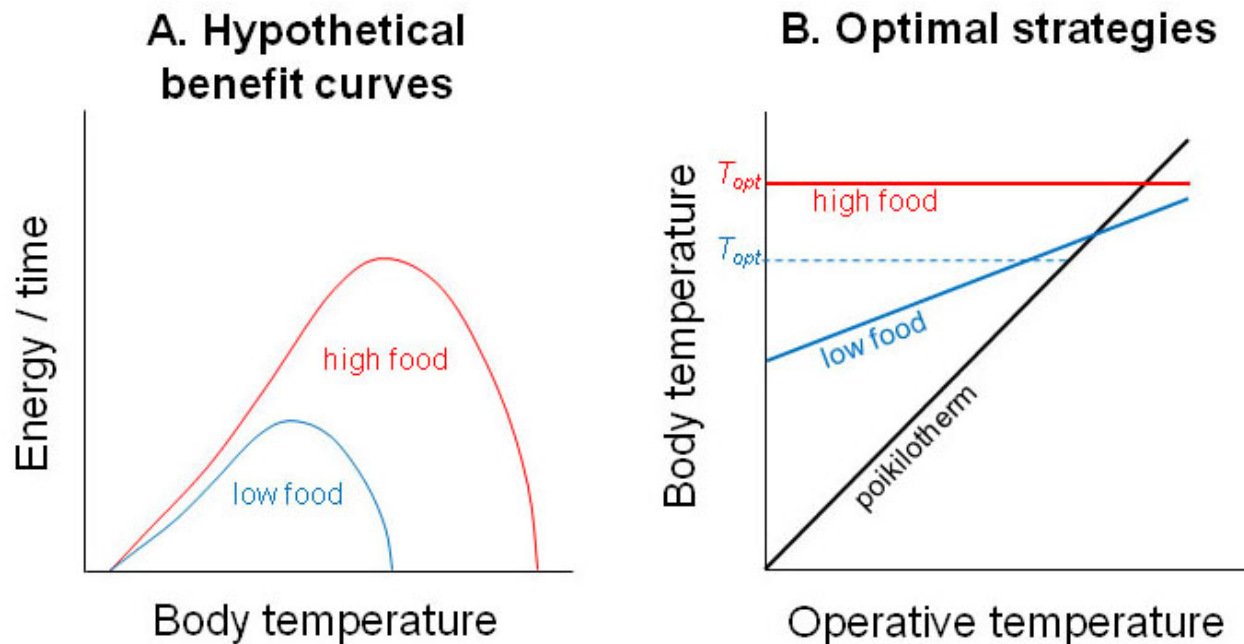 A. Hypothetical
benefit curves
Energy / time
high food
low food
Body temperature
B. Optimal strategies
Body temperature
Topt
high food
Topt
low food
poikilotherm
Operative temperature